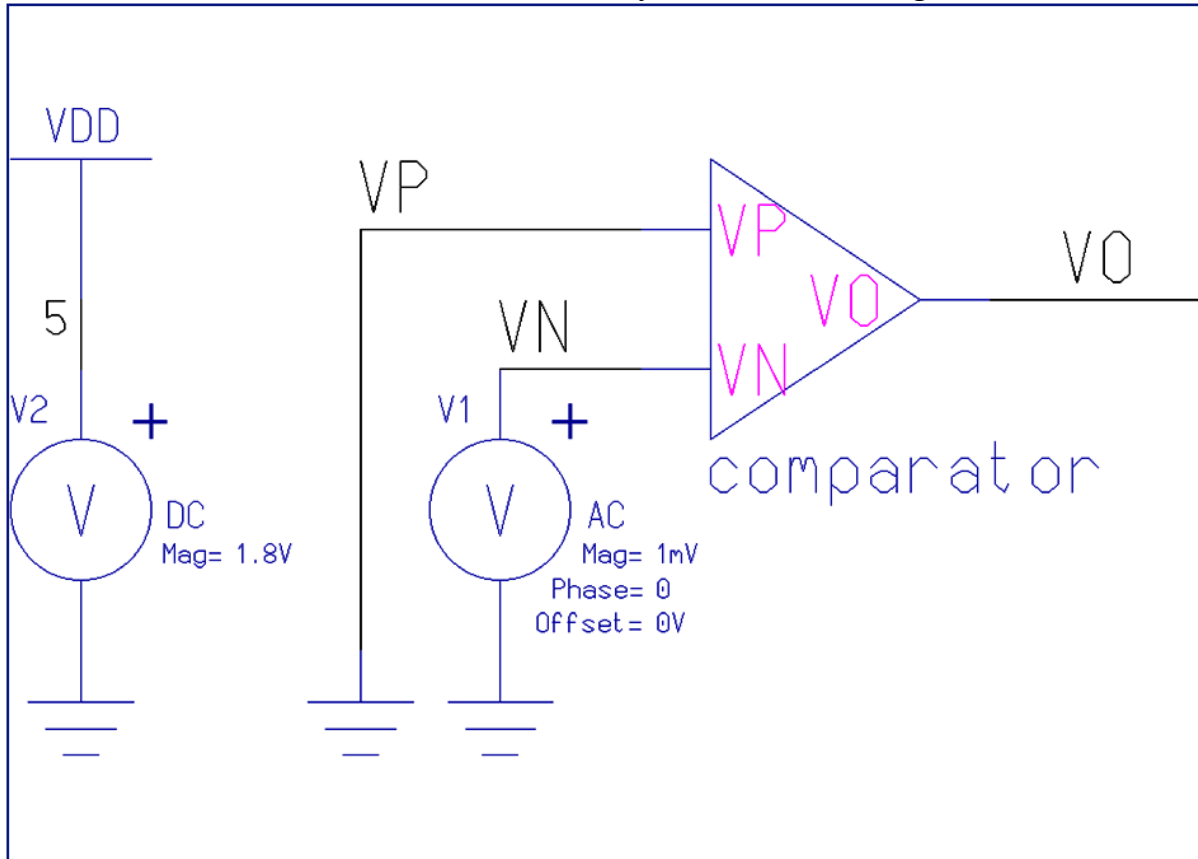 VDD
VP
VP
VO
VO
5
VN
VN
V2
+
V1
+
comparator
V
DC
Mag= 1.8V
V
AC
Mag= 1mV
Phase= 0
Offset= 0V